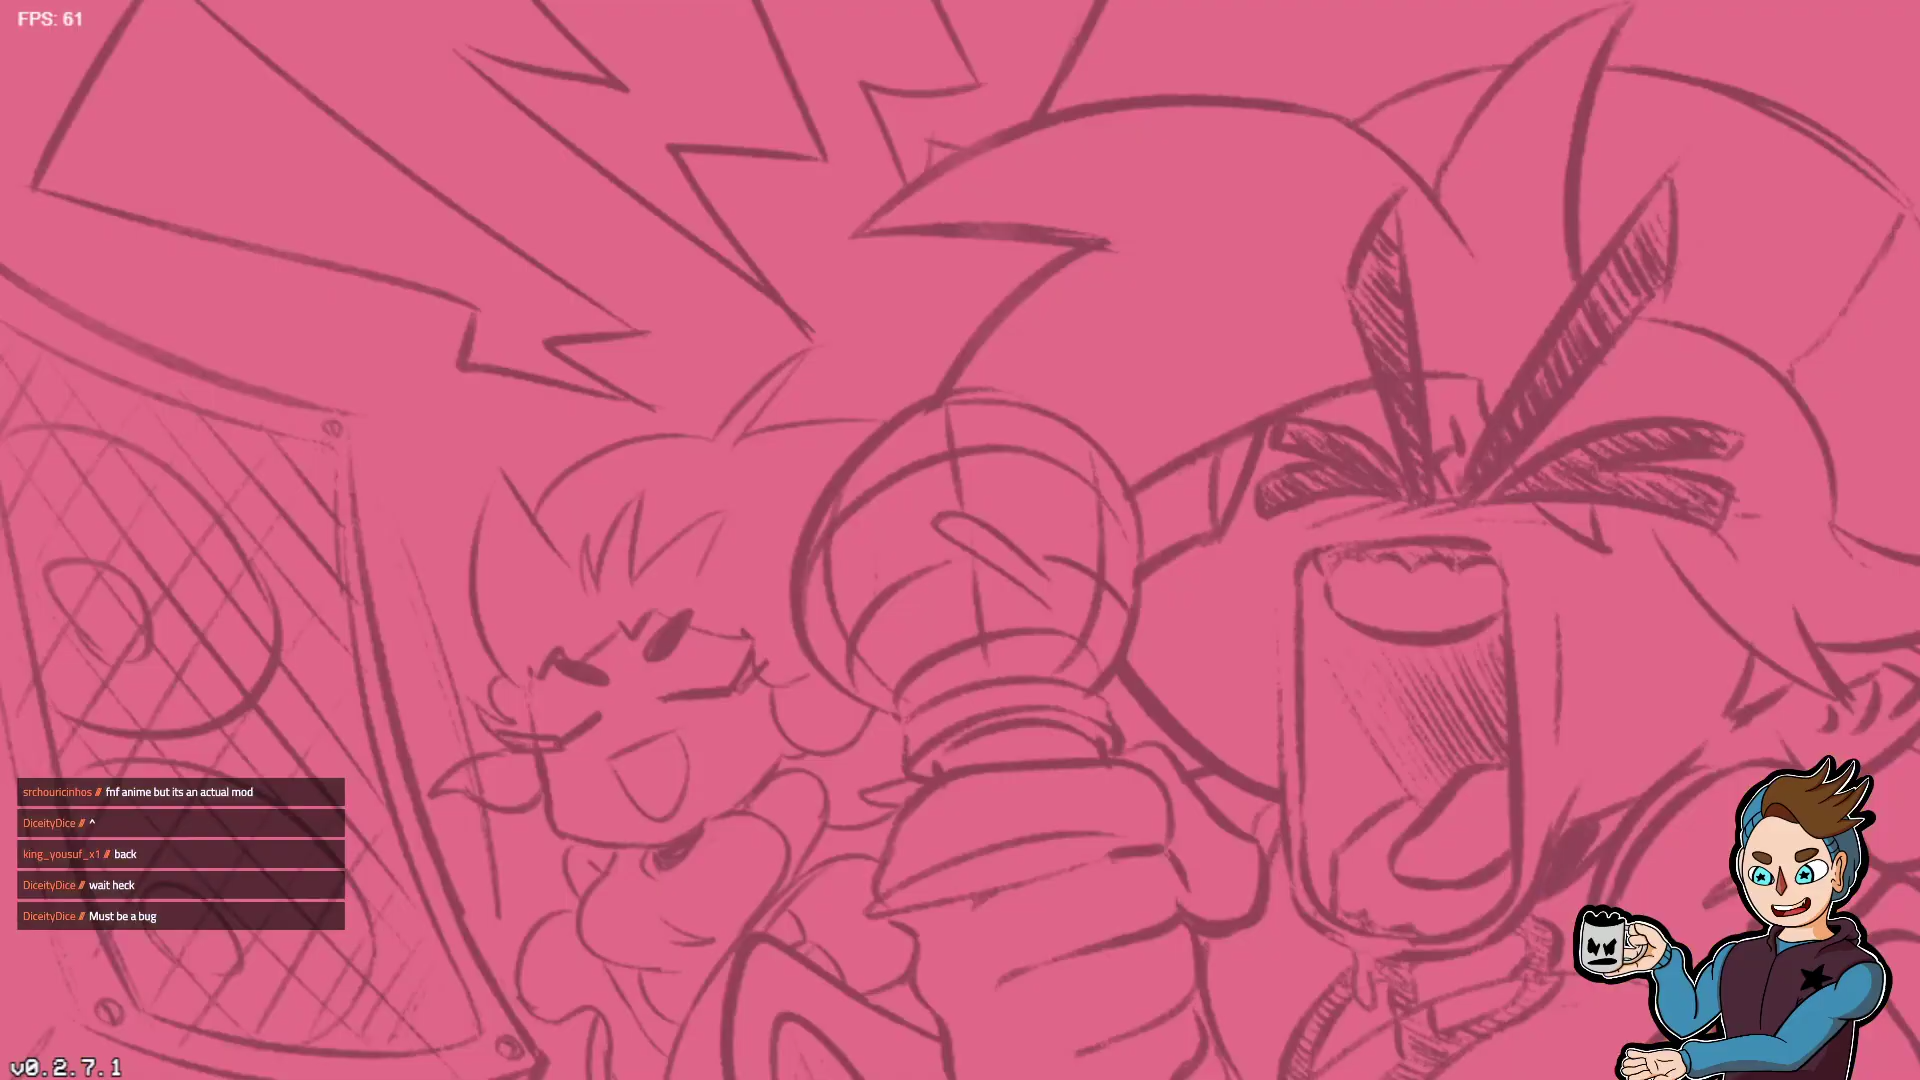 FPS: 61
srchouricinhos // fnf anime but its an actual mod
DiceityDice // ^
king_yousuf_x1 // back
DiceityDice // wait heck
DiceityDice // Must be a bug
v0.2.7.1